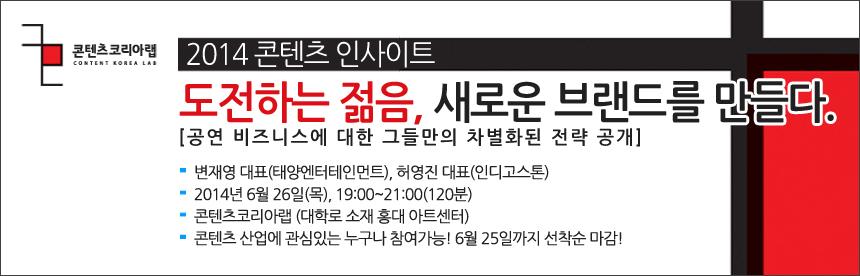 콘텐츠코리아랩
CONTENT KOREA LAB
2014 콘텐츠 인사이트
도전하는 젊음, 새로운 브랜드를 만들다.
[공연 비즈니스에 대한 그들만의 차별화된 전략 공개]
변재영 대표(태양엔터테인먼트), 허영진 대표(인디고스톤)
2014년 6월 26일(목), 19:00~21:00(120분)
콘텐츠코리아랩 (대학로 소재 홍대 아트센터)
콘텐츠 산업에 관심있는 누구나 참여가능! 6월 25일까지 선착순 마감!